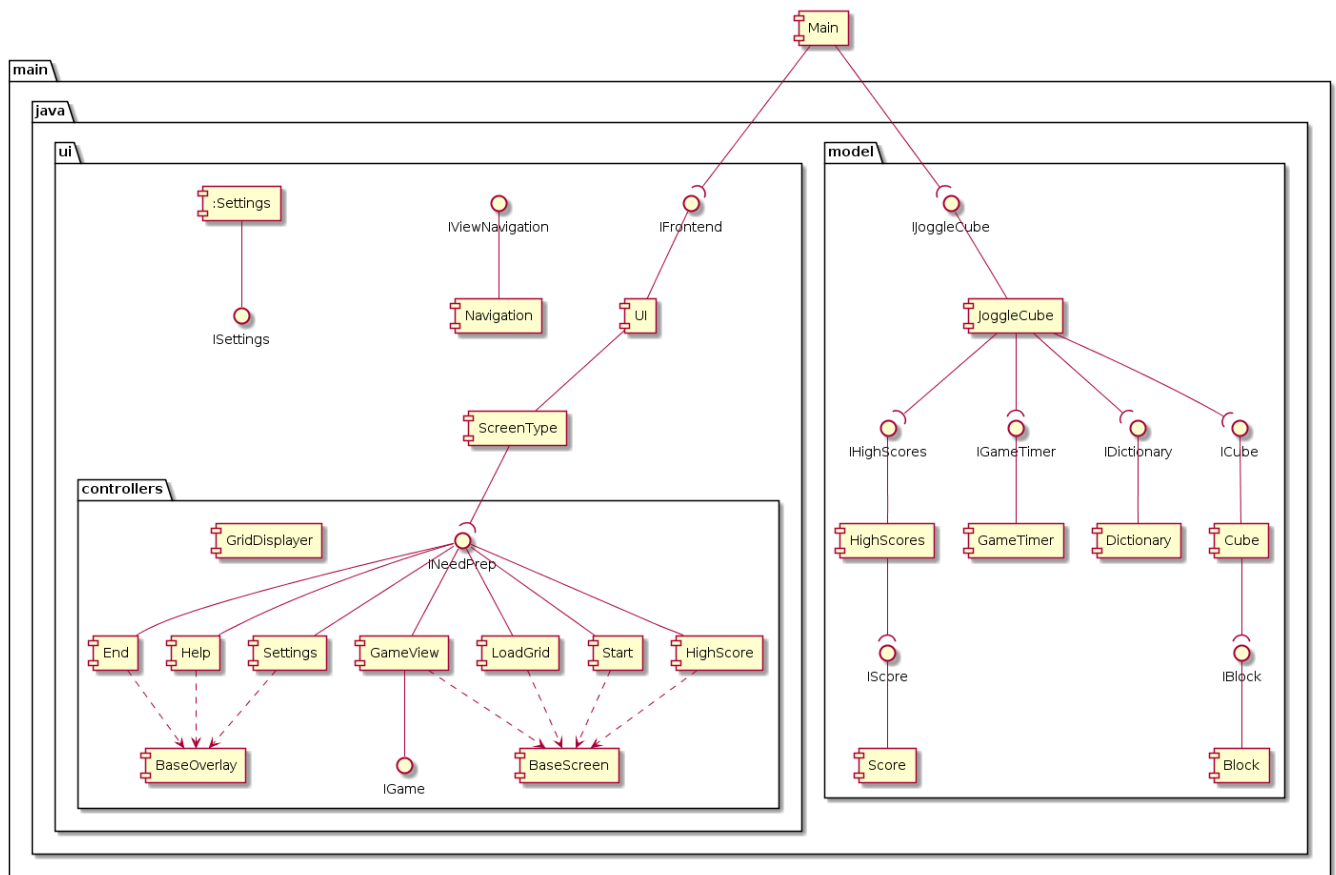 Main
main
java
ui
model
:Settings
IViewNavigation
IFrontend
IJoggleCube
Navigation
UI
JoggleCube
ISettings
ScreenType
IHighScores
IGameTimer
IDictionary
ICube
controllers
GridDisplayer
INeedPrep
HighScores
GameTimer
Dictionary
Cube
End
Help
Settings
GameView
LoadGrid
Start
HighScore
IScore
IBlock
BaseOverlay
IGame
BaseScreen
Score
Block